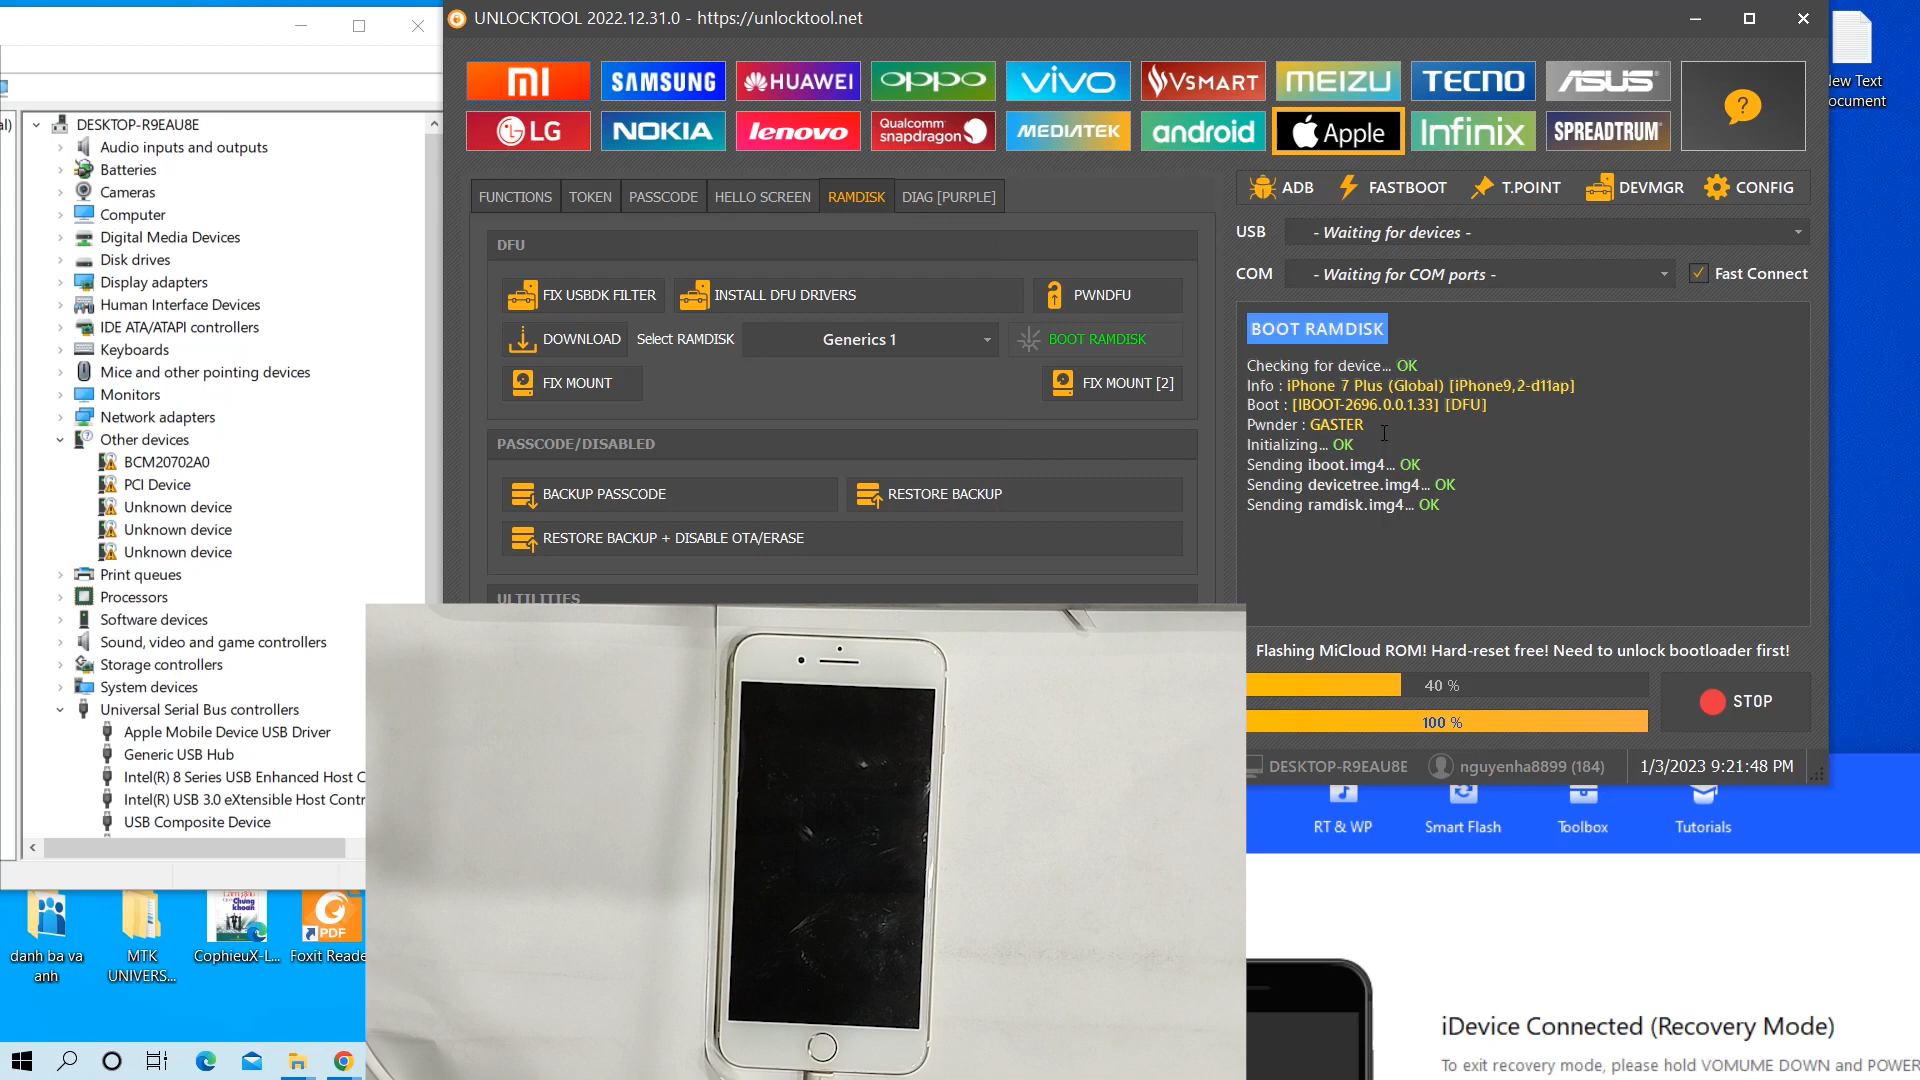 UNLOCKTOOL 2022.12.31.0 - https://unlocktool.net
mi
SAMSUNG
HUAWEI
oppo
vivo
VSMART
MEIZU
TECNO
ASUS
?
LG
NOKIA
lenovo
Qualcomm
snapdragon
MEDIATEK
android
Apple
Infinix
SPREADTRUM
FUNCTIONS
TOKEN
PASSCODE
HELLO SCREEN
RAMDISK
DIAG [PURPLE]
ADB
FASTBOOT
T.POINT
DEVMGR
CONFIG
DFU
FIX USBDK FILTER
INSTALL DFU DRIVERS
PWNDFU
DOWNLOAD
Select RAMDISK
Generics 1
BOOT RAMDISK
FIX MOUNT
FIX MOUNT [2]
PASSCODE/DISABLED
BACKUP PASSCODE
RESTORE BACKUP
RESTORE BACKUP + DISABLE OTA/ERASE
ULTILITIES
USB
- Waiting for devices -
COM
- Waiting for COM ports -
Fast Connect
BOOT RAMDISK
Checking for device... OK
Info : iPhone 7 Plus (Global) [iPhone9,2-d11ap]
Boot : [IBOOT-2696.0.0.1.33] [DFU]
Pwnder : GASTER
Initializing... OK
Sending iboot.img4... OK
Sending devicetree.img4... OK
Sending ramdisk.img4... OK
Flashing MiCloud ROM! Hard-reset free! Need to unlock bootloader first!
40 %
100 %
STOP
DESKTOP-R9EAU8E
nguyenha8899 (184)
1/3/2023 9:21:48 PM
DESKTOP-R9EAU8E
Audio inputs and outputs
Batteries
Cameras
Computer
Digital Media Devices
Disk drives
Display adapters
Human Interface Devices
IDE ATA/ATAPI controllers
Keyboards
Mice and other pointing devices
Monitors
Network adapters
Other devices
BCM20702A0
PCI Device
Unknown device
Unknown device
Unknown device
Print queues
Processors
Software devices
Sound, video and game controllers
Storage controllers
System devices
Universal Serial Bus controllers
Apple Mobile Device USB Driver
Generic USB Hub
Intel(R) 8 Series USB Enhanced Host C
Intel(R) USB 3.0 eXtensible Host Contr
USB Composite Device
danh ba va
anh
MTK
UNIVERS...
CophieuX-L...
Foxit Reade
PDF
ew Text
ocument
RT & WP
Smart Flash
Toolbox
Tutorials
iDevice Connected (Recovery Mode)
To exit recovery mode, please hold VOMUME DOWN and POWER